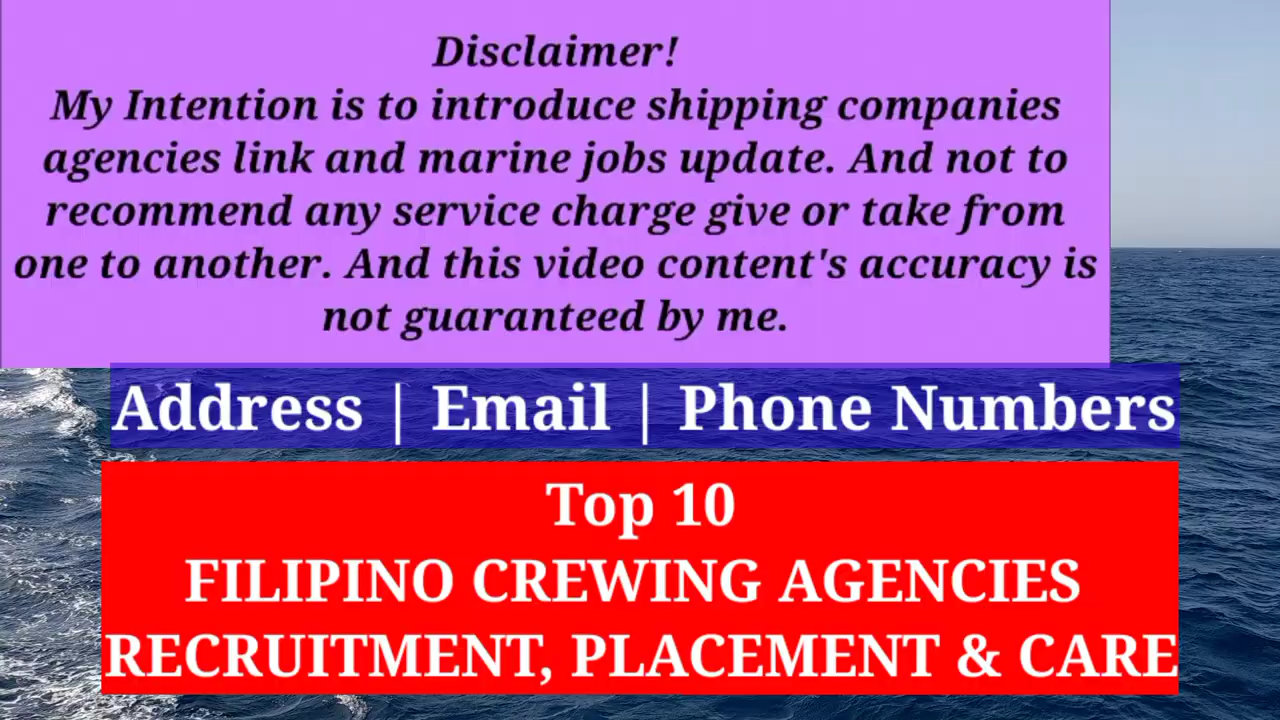 Disclaimer!
My Intention is to introduce shipping companies
agencies link and marine jobs update. And not to
recommend any service charge give or take from
one to another. And this video content's accuracy is
not guaranteed by me.
Address | Email | Phone Numbers
Top 10
FILIPINO CREWING AGENCIES
RECRUITMENT, PLACEMENT & CARE